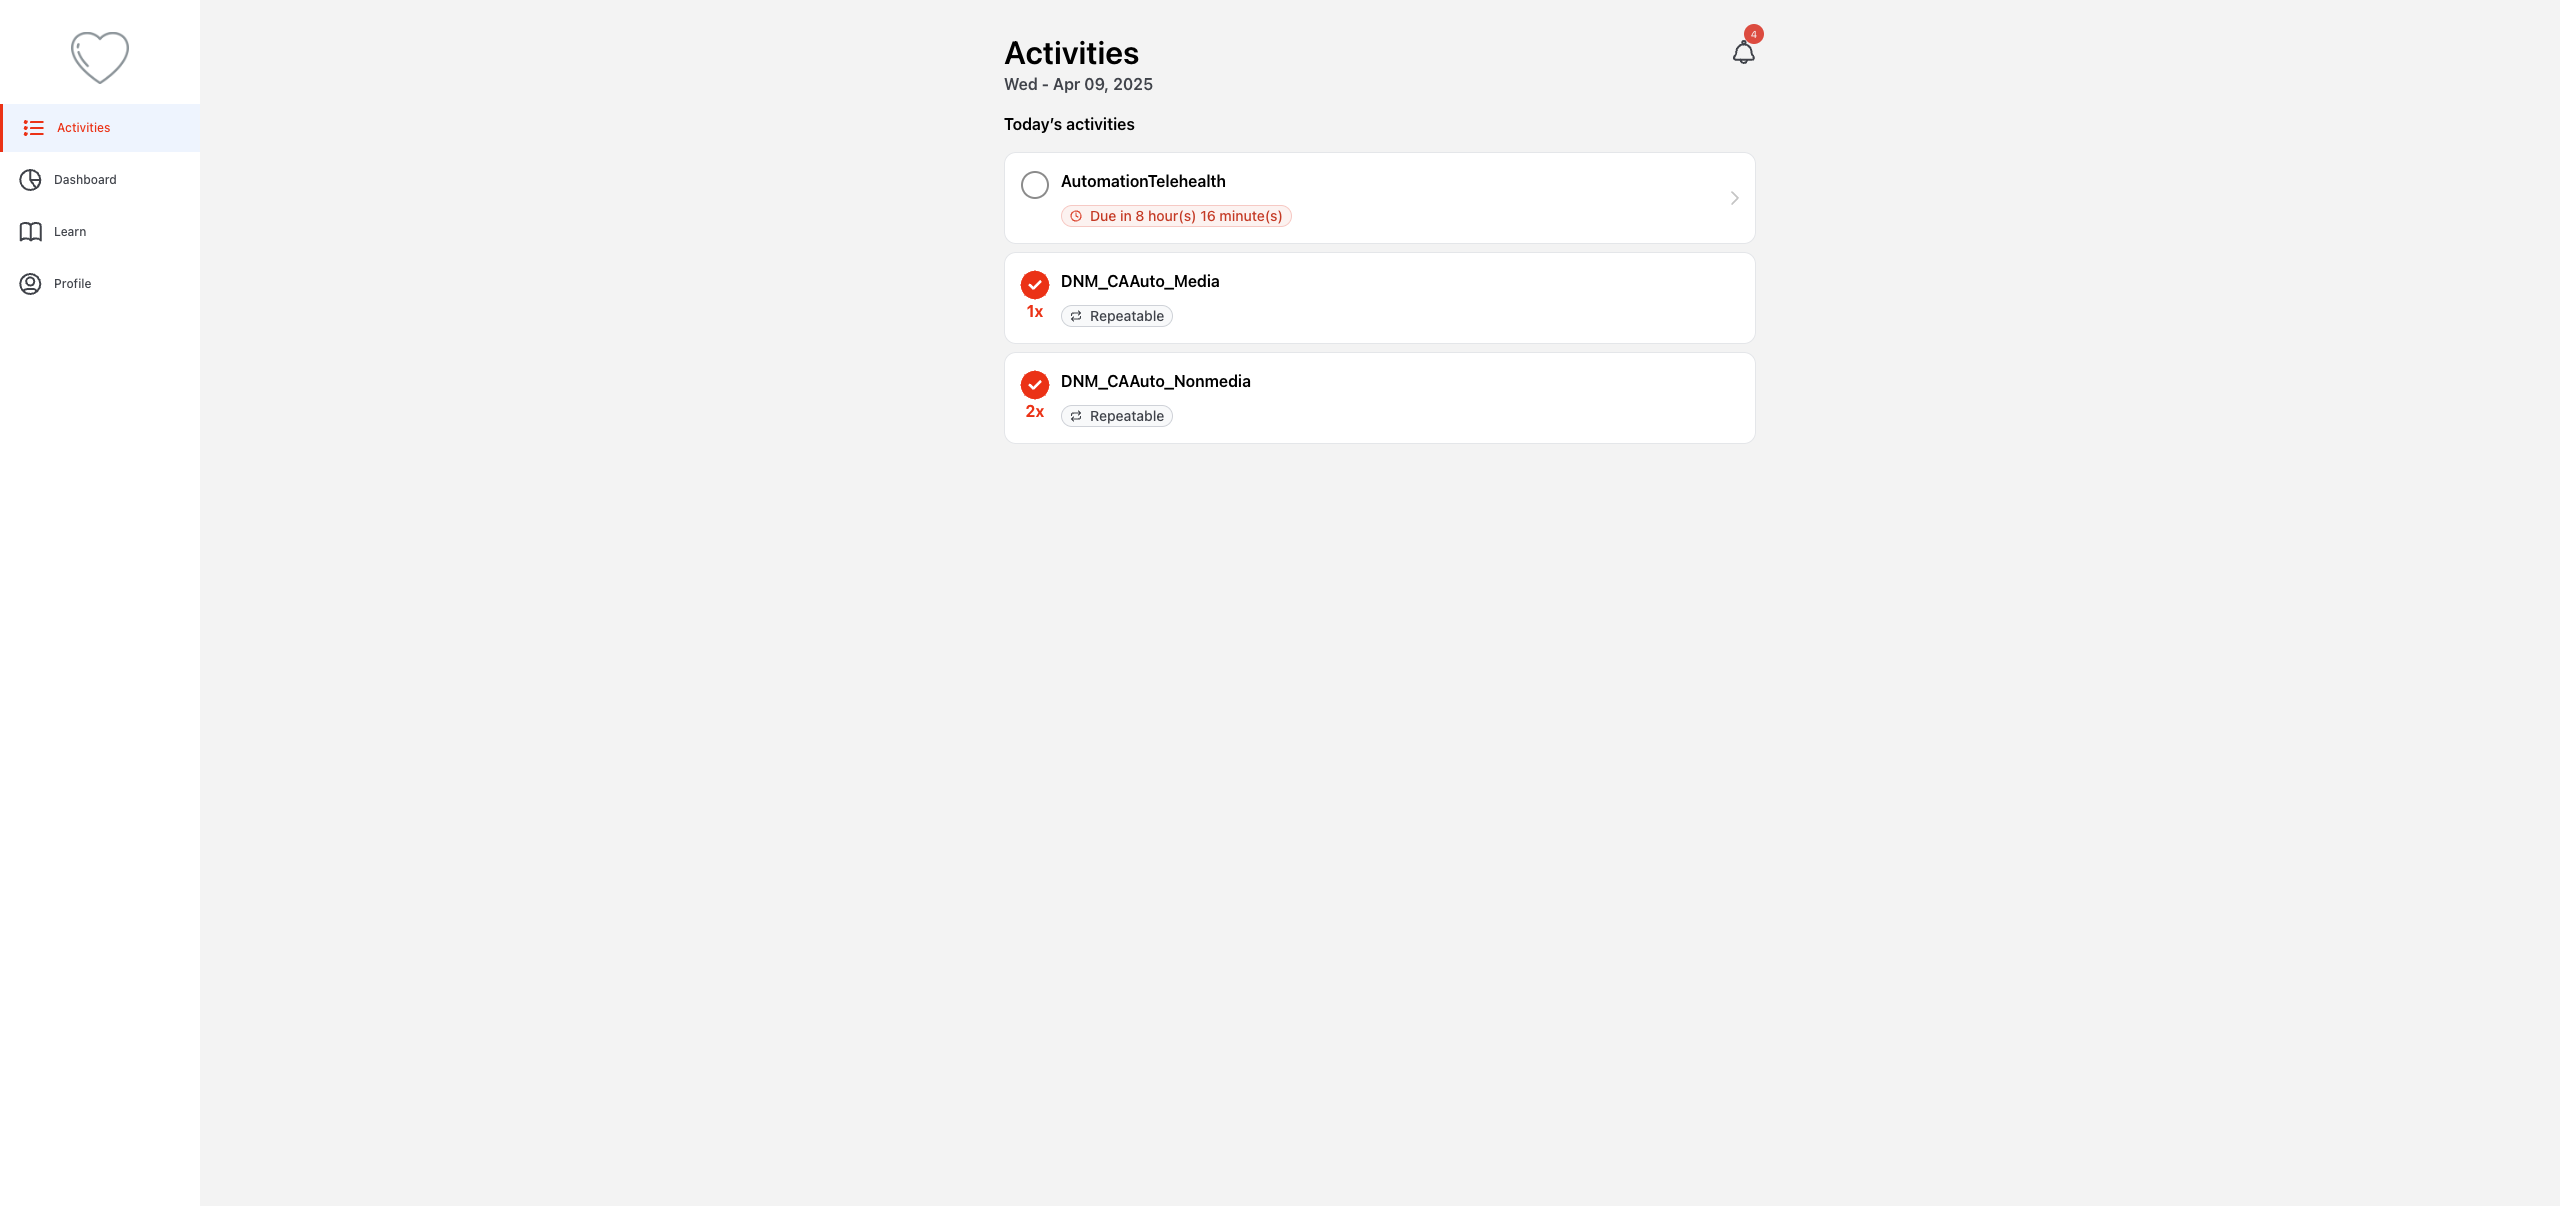 Activities
Dashboard
Learn
Profile
Activities
4
Wed - Apr 09, 2025
Today’s activities
AutomationTelehealth
Due in 8 hour(s) 16 minute(s)
DNM_CAAuto_Media
1x
Repeatable
DNM_CAAuto_Nonmedia
2x
Repeatable